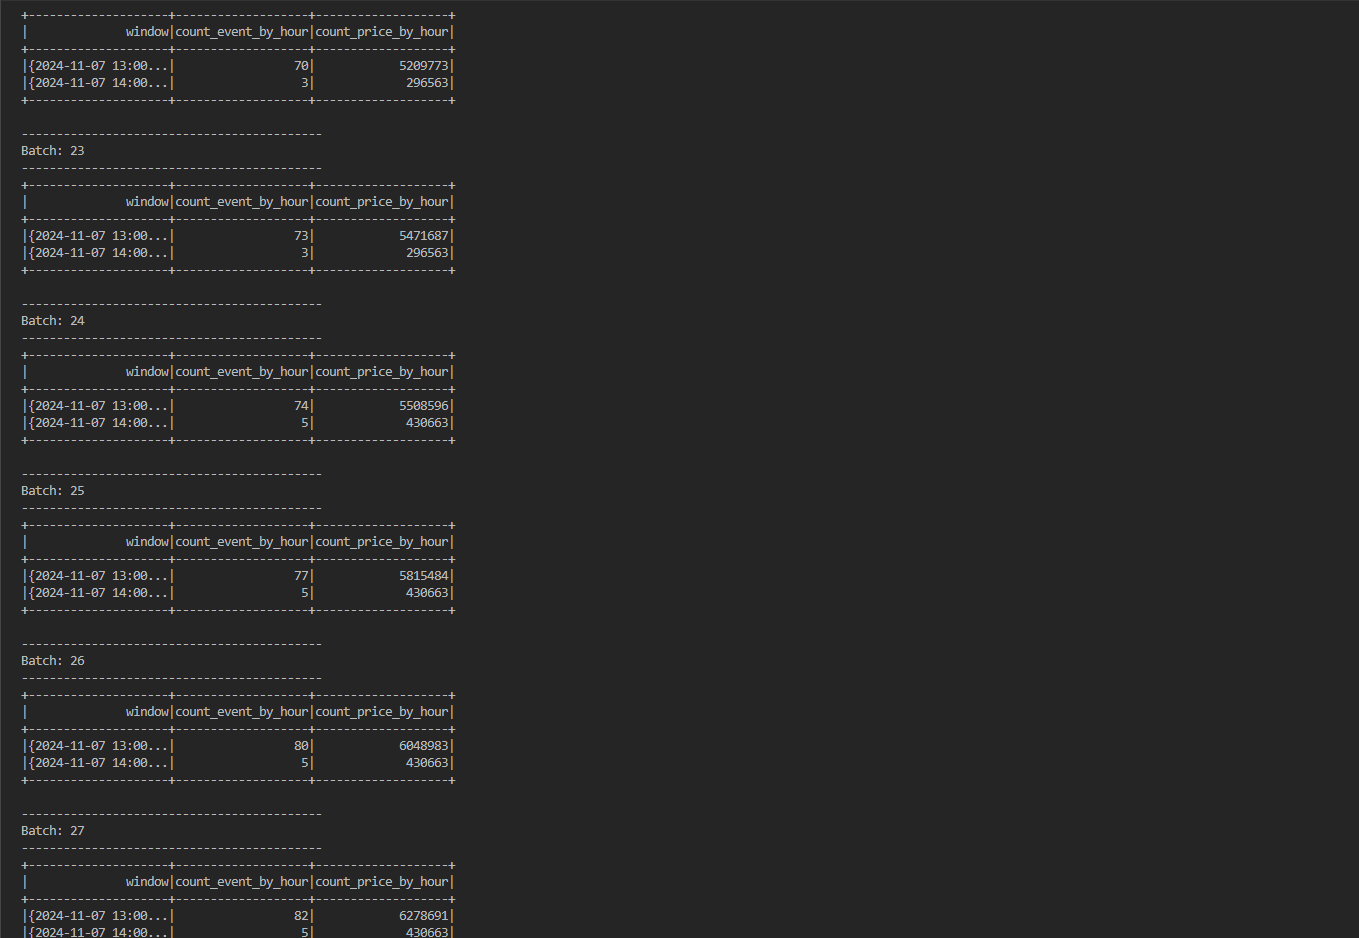 +--------------------+-------------------+-------------------+
|              window|count_event_by_hour|count_price_by_hour|
+--------------------+-------------------+-------------------+
|{2024-11-07 13:00...|                 70|            5209773|
|{2024-11-07 14:00...|                  3|             296563|
+--------------------+-------------------+-------------------+
-------------------------------------------
Batch: 23
-------------------------------------------
+--------------------+-------------------+-------------------+
|              window|count_event_by_hour|count_price_by_hour|
+--------------------+-------------------+-------------------+
|{2024-11-07 13:00...|                 73|            5471687|
|{2024-11-07 14:00...|                  3|             296563|
+--------------------+-------------------+-------------------+
-------------------------------------------
Batch: 24
-------------------------------------------
+--------------------+-------------------+-------------------+
|              window|count_event_by_hour|count_price_by_hour|
+--------------------+-------------------+-------------------+
|{2024-11-07 13:00...|                 74|            5508596|
|{2024-11-07 14:00...|                  5|             430663|
+--------------------+-------------------+-------------------+
-------------------------------------------
Batch: 25
-------------------------------------------
+--------------------+-------------------+-------------------+
|              window|count_event_by_hour|count_price_by_hour|
+--------------------+-------------------+-------------------+
|{2024-11-07 13:00...|                 77|            5815484|
|{2024-11-07 14:00...|                  5|             430663|
+--------------------+-------------------+-------------------+
-------------------------------------------
Batch: 26
-------------------------------------------
+--------------------+-------------------+-------------------+
|              window|count_event_by_hour|count_price_by_hour|
+--------------------+-------------------+-------------------+
|{2024-11-07 13:00...|                 80|            6048983|
|{2024-11-07 14:00...|                  5|             430663|
+--------------------+-------------------+-------------------+
-------------------------------------------
Batch: 27
-------------------------------------------
+--------------------+-------------------+-------------------+
|              window|count_event_by_hour|count_price_by_hour|
+--------------------+-------------------+-------------------+
|{2024-11-07 13:00...|                 82|            6278691|
|{2024-11-07 14:00...|                  5|             430663|